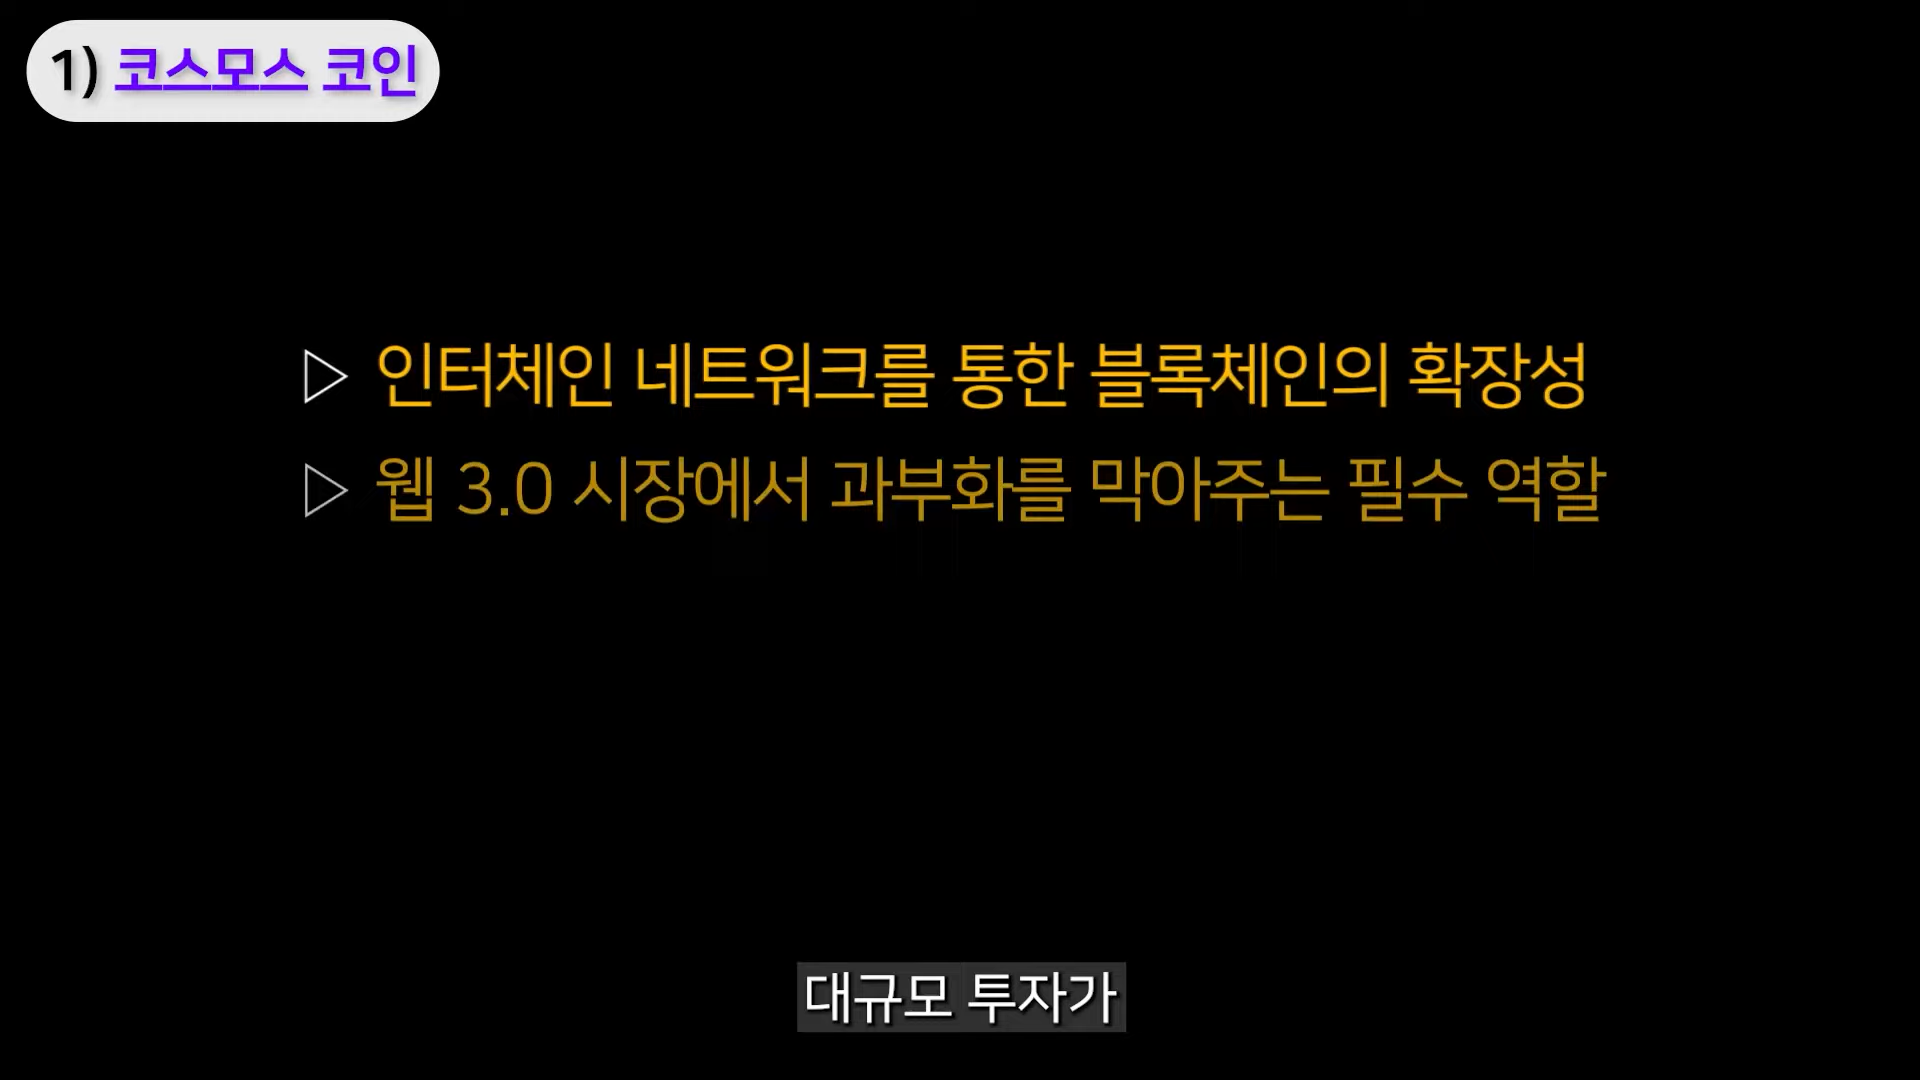 1) 코스모스 코인
▷ 인터체인 네트워크를 통한 블록체인의 확장성
▷ 웹 3.0 시장에서 과부화를 막아주는 필수 역할
대규모 투자가